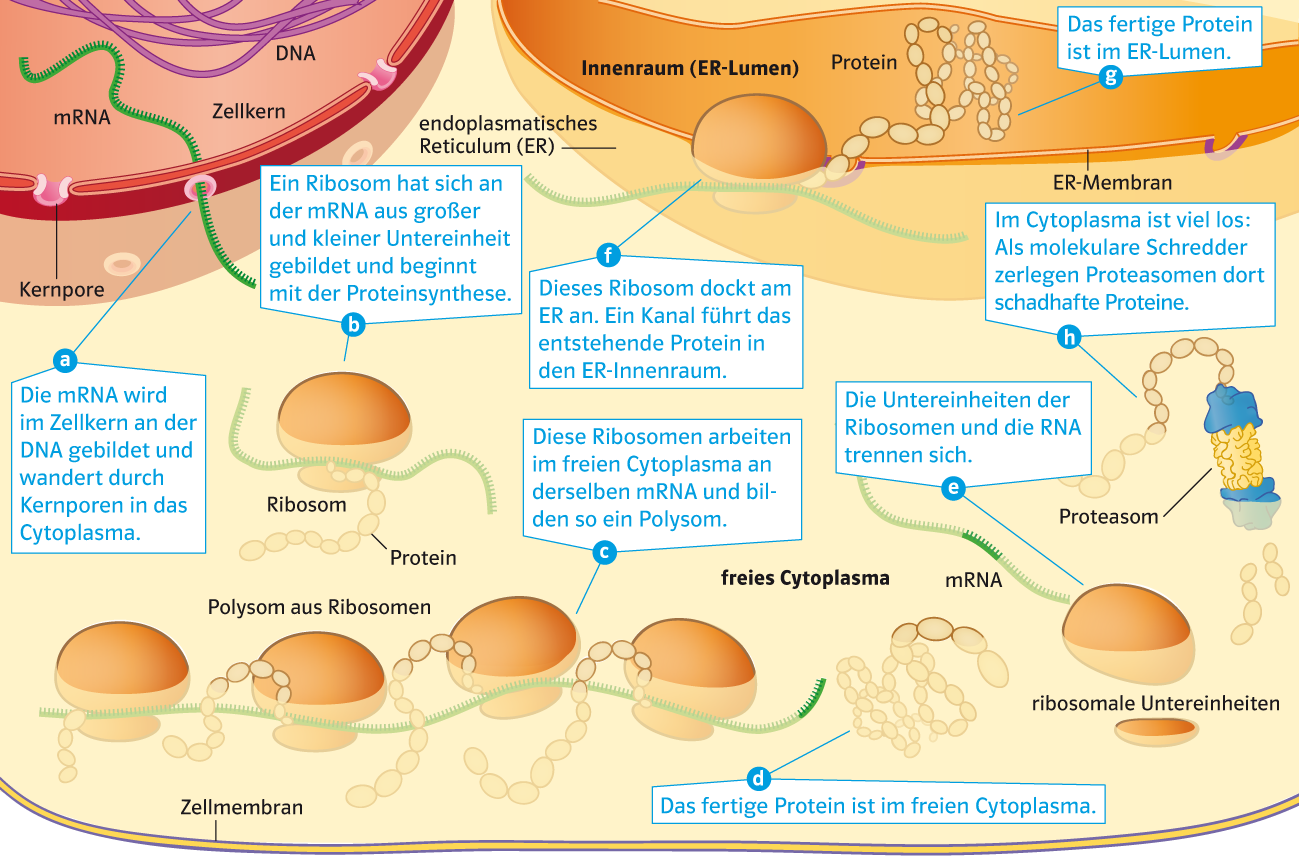 DNA
mRNA
Zellkern
Kernpore
a
Die mRNA wird
im Zellkern an der
DNA gebildet und
wandert durch
Kernporen in das
Cytoplasma.
Ein Ribosom hat sich an
der mRNA aus großer
und kleiner Untereinheit
gebildet und beginnt
mit der Proteinsynthese.
b
Ribosom
Protein
endoplasmatisches
Reticulum (ER)
Innenraum (ER-Lumen)
Protein
Das fertige Protein
ist im ER-Lumen.
g
ER-Membran
f
Dieses Ribosom dockt am
ER an. Ein Kanal führt das
entstehende Protein in
den ER-Innenraum.
Im Cytoplasma ist viel los:
Als molekulare Schredder
zerlegen Proteasomen dort
schadhafte Proteine.
h
Proteasom
Diese Ribosomen arbeiten
im freien Cytoplasma an
derselben mRNA und bil-
den so ein Polysom.
c
Die Untereinheiten der
Ribosomen und die RNA
trennen sich.
e
freies Cytoplasma
mRNA
Polysom aus Ribosomen
ribosomale Untereinheiten
d
Das fertige Protein ist im freien Cytoplasma.
Zellmembran